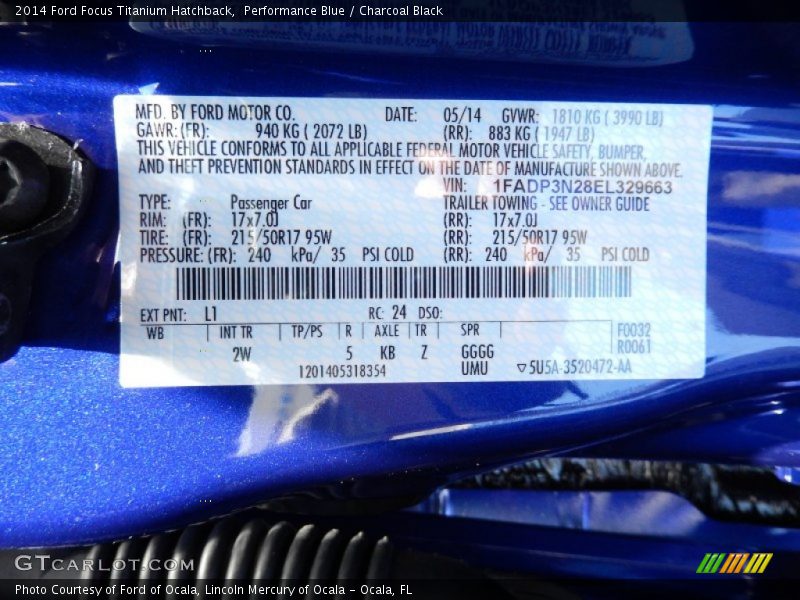 2014 Ford Focus Titanium Hatchback,  Performance Blue / Charcoal Black
MFD. BY FORD MOTOR CO. DATE: 05/14 GVWR: 1810 KG ( 3990 LB)
GAWR: (FR): 940 KG ( 2072 LB) (RR): 883 KG ( 1947 LB)
THIS VEHICLE CONFORMS TO ALL APPLICABLE FEDERAL MOTOR VEHICLE SAFETY, BUMPER,
AND THEFT PREVENTION STANDARDS IN EFFECT ON THE DATE OF MANUFACTURE SHOWN ABOVE.
VIN: 1FADP3N28EL329663
TYPE: Passenger Car TRAILER TOWING - SEE OWNER GUIDE
RIM: (FR): 17x7.0J (RR): 17x7.0J
TIRE: (FR): 215/50R17 95W (RR): 215/50R17 95W
PRESSURE: (FR): 240 kPa/ 35 PSI COLD (RR): 240 kPa/ 35 PSI COLD
EXT PNT: L1 RC: 24 DSO:
WB INT TR TP/PS R AXLE TR SPR F0032
2W 5 KB Z GGGG R0061
1201405318354 UMU ▽5U5A-3520472-AA
GTCARLOT.COM
Photo Courtesy of Ford of Ocala, Lincoln Mercury of Ocala - Ocala, FL